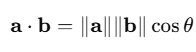 𝐚 · 𝐛 = ‖𝐚‖‖𝐛‖ cos θ